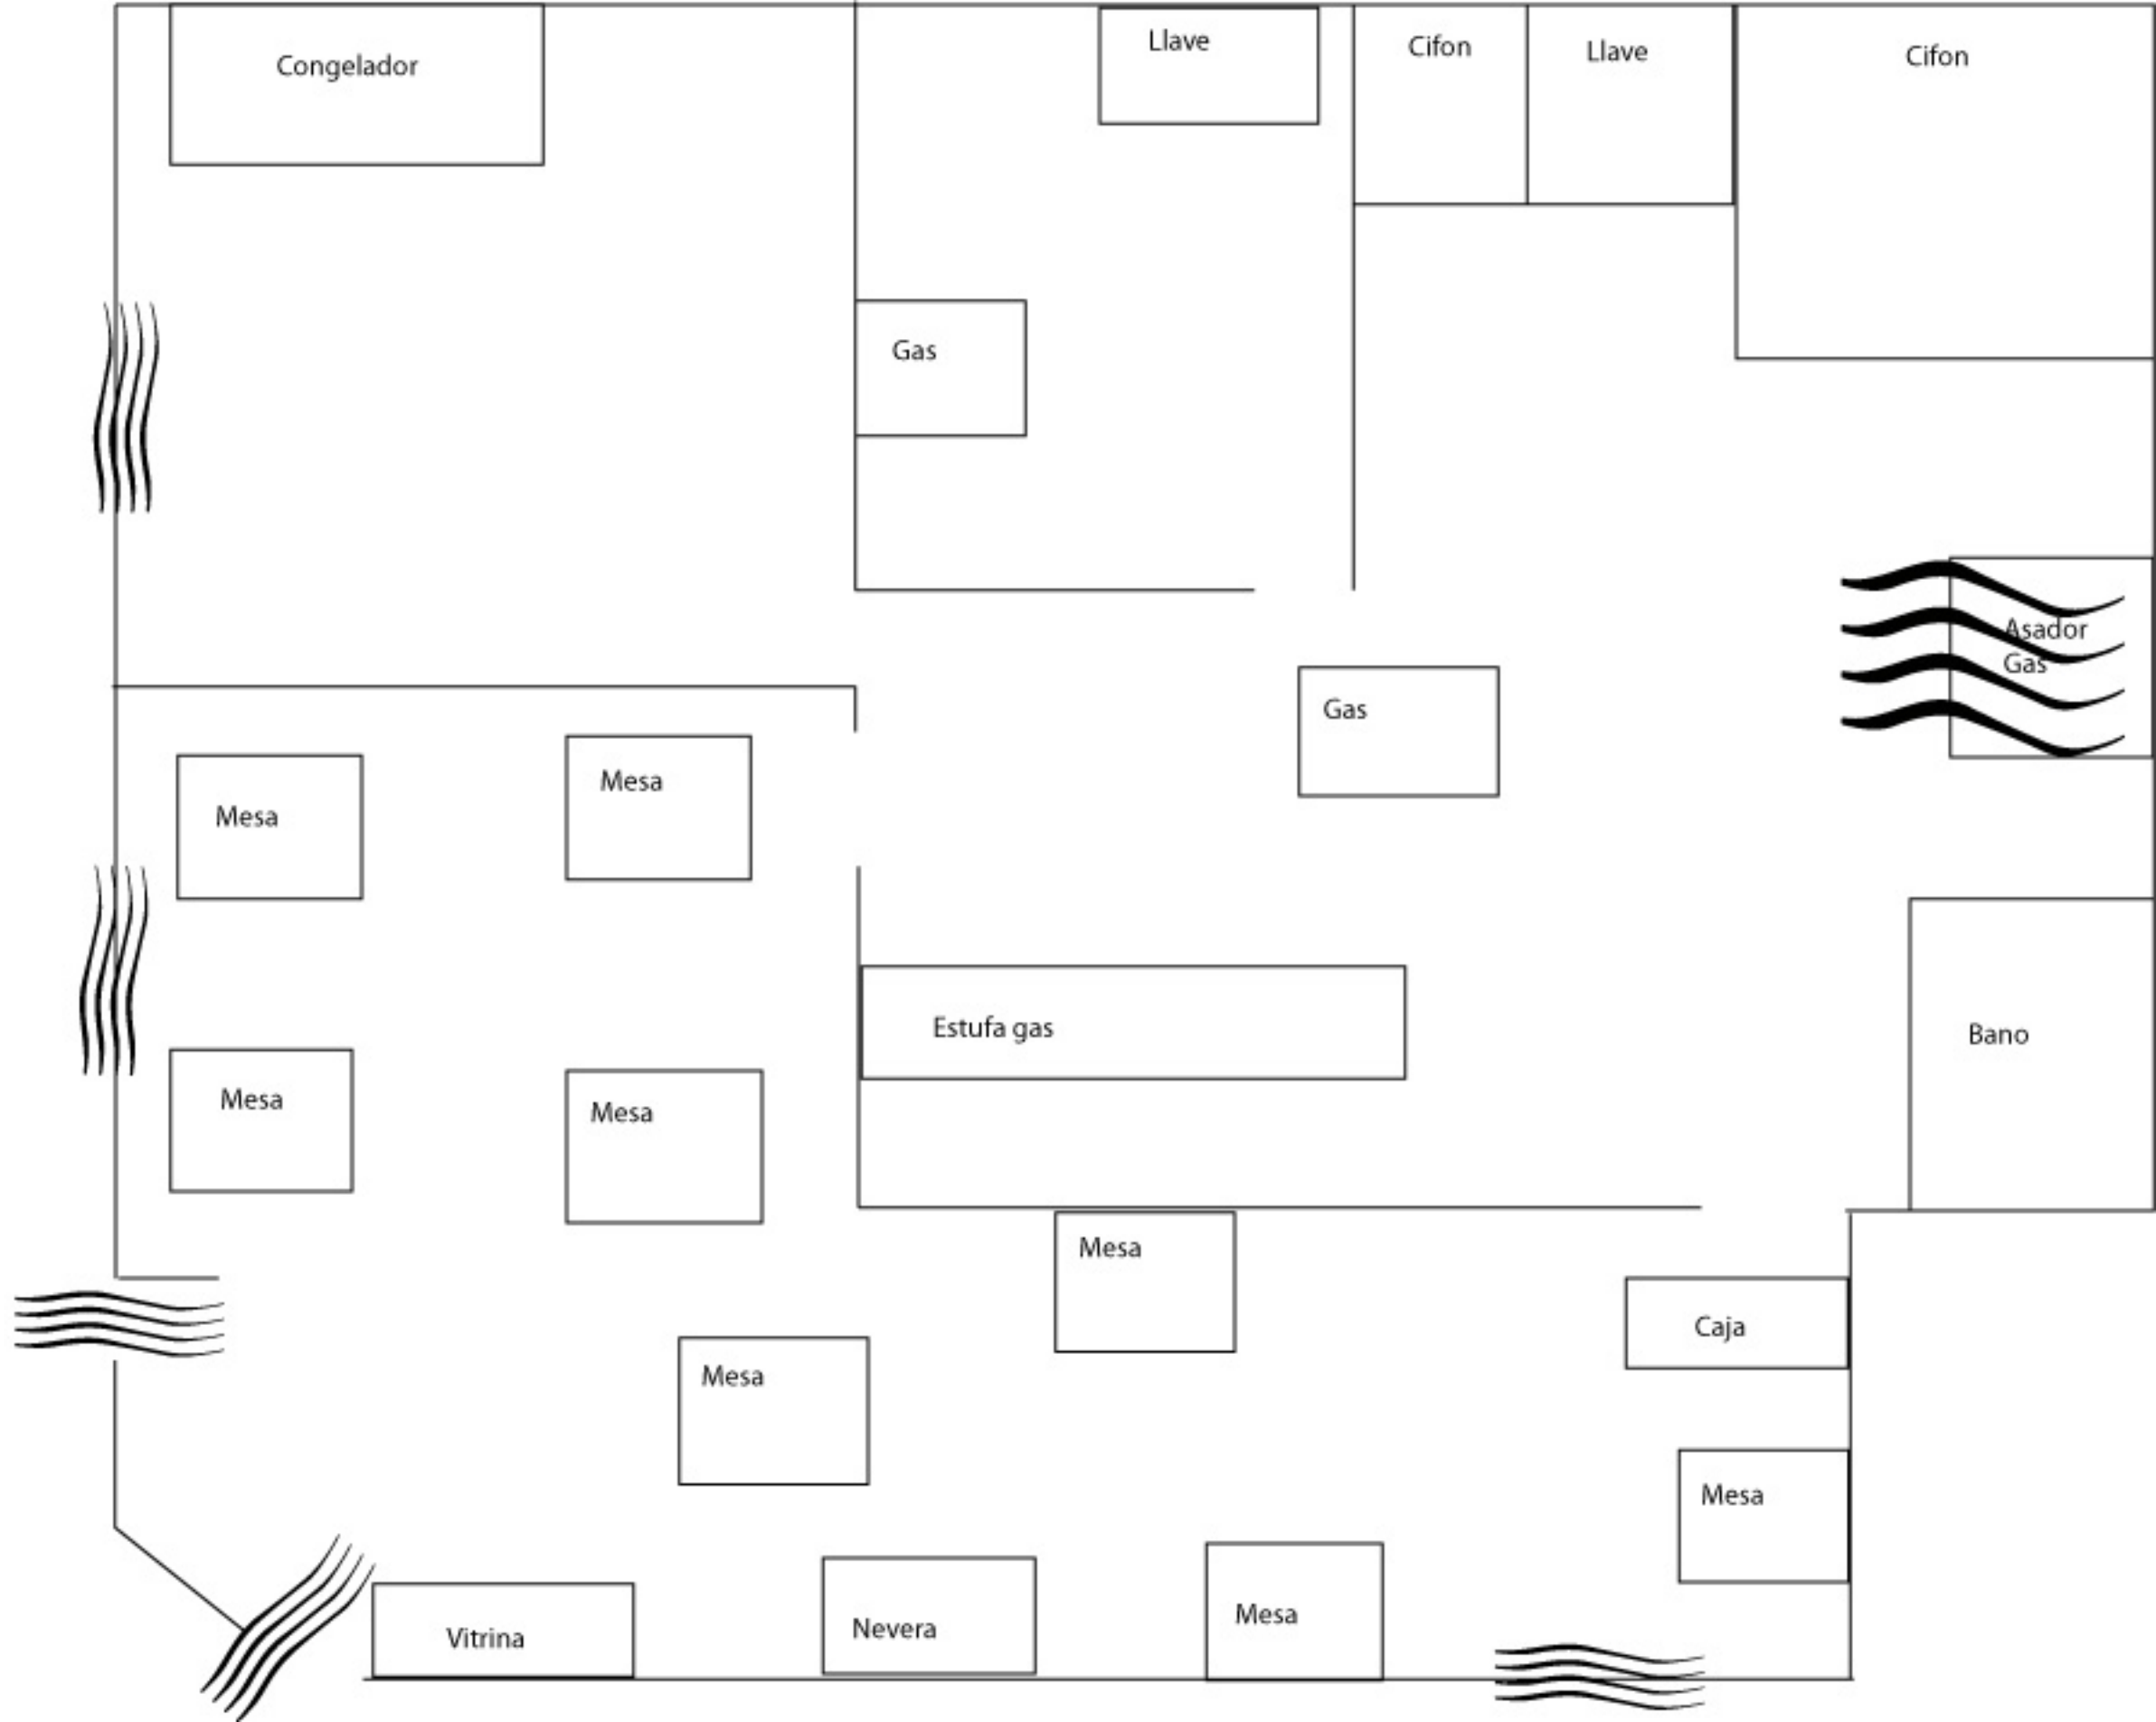 Congelador
Llave
Cifon
Llave
Cifon
Gas
Asador
Gas
Gas
Mesa
Mesa
Estufa gas
Bano
Mesa
Mesa
Mesa
Caja
Mesa
Mesa
Mesa
Nevera
Vitrina